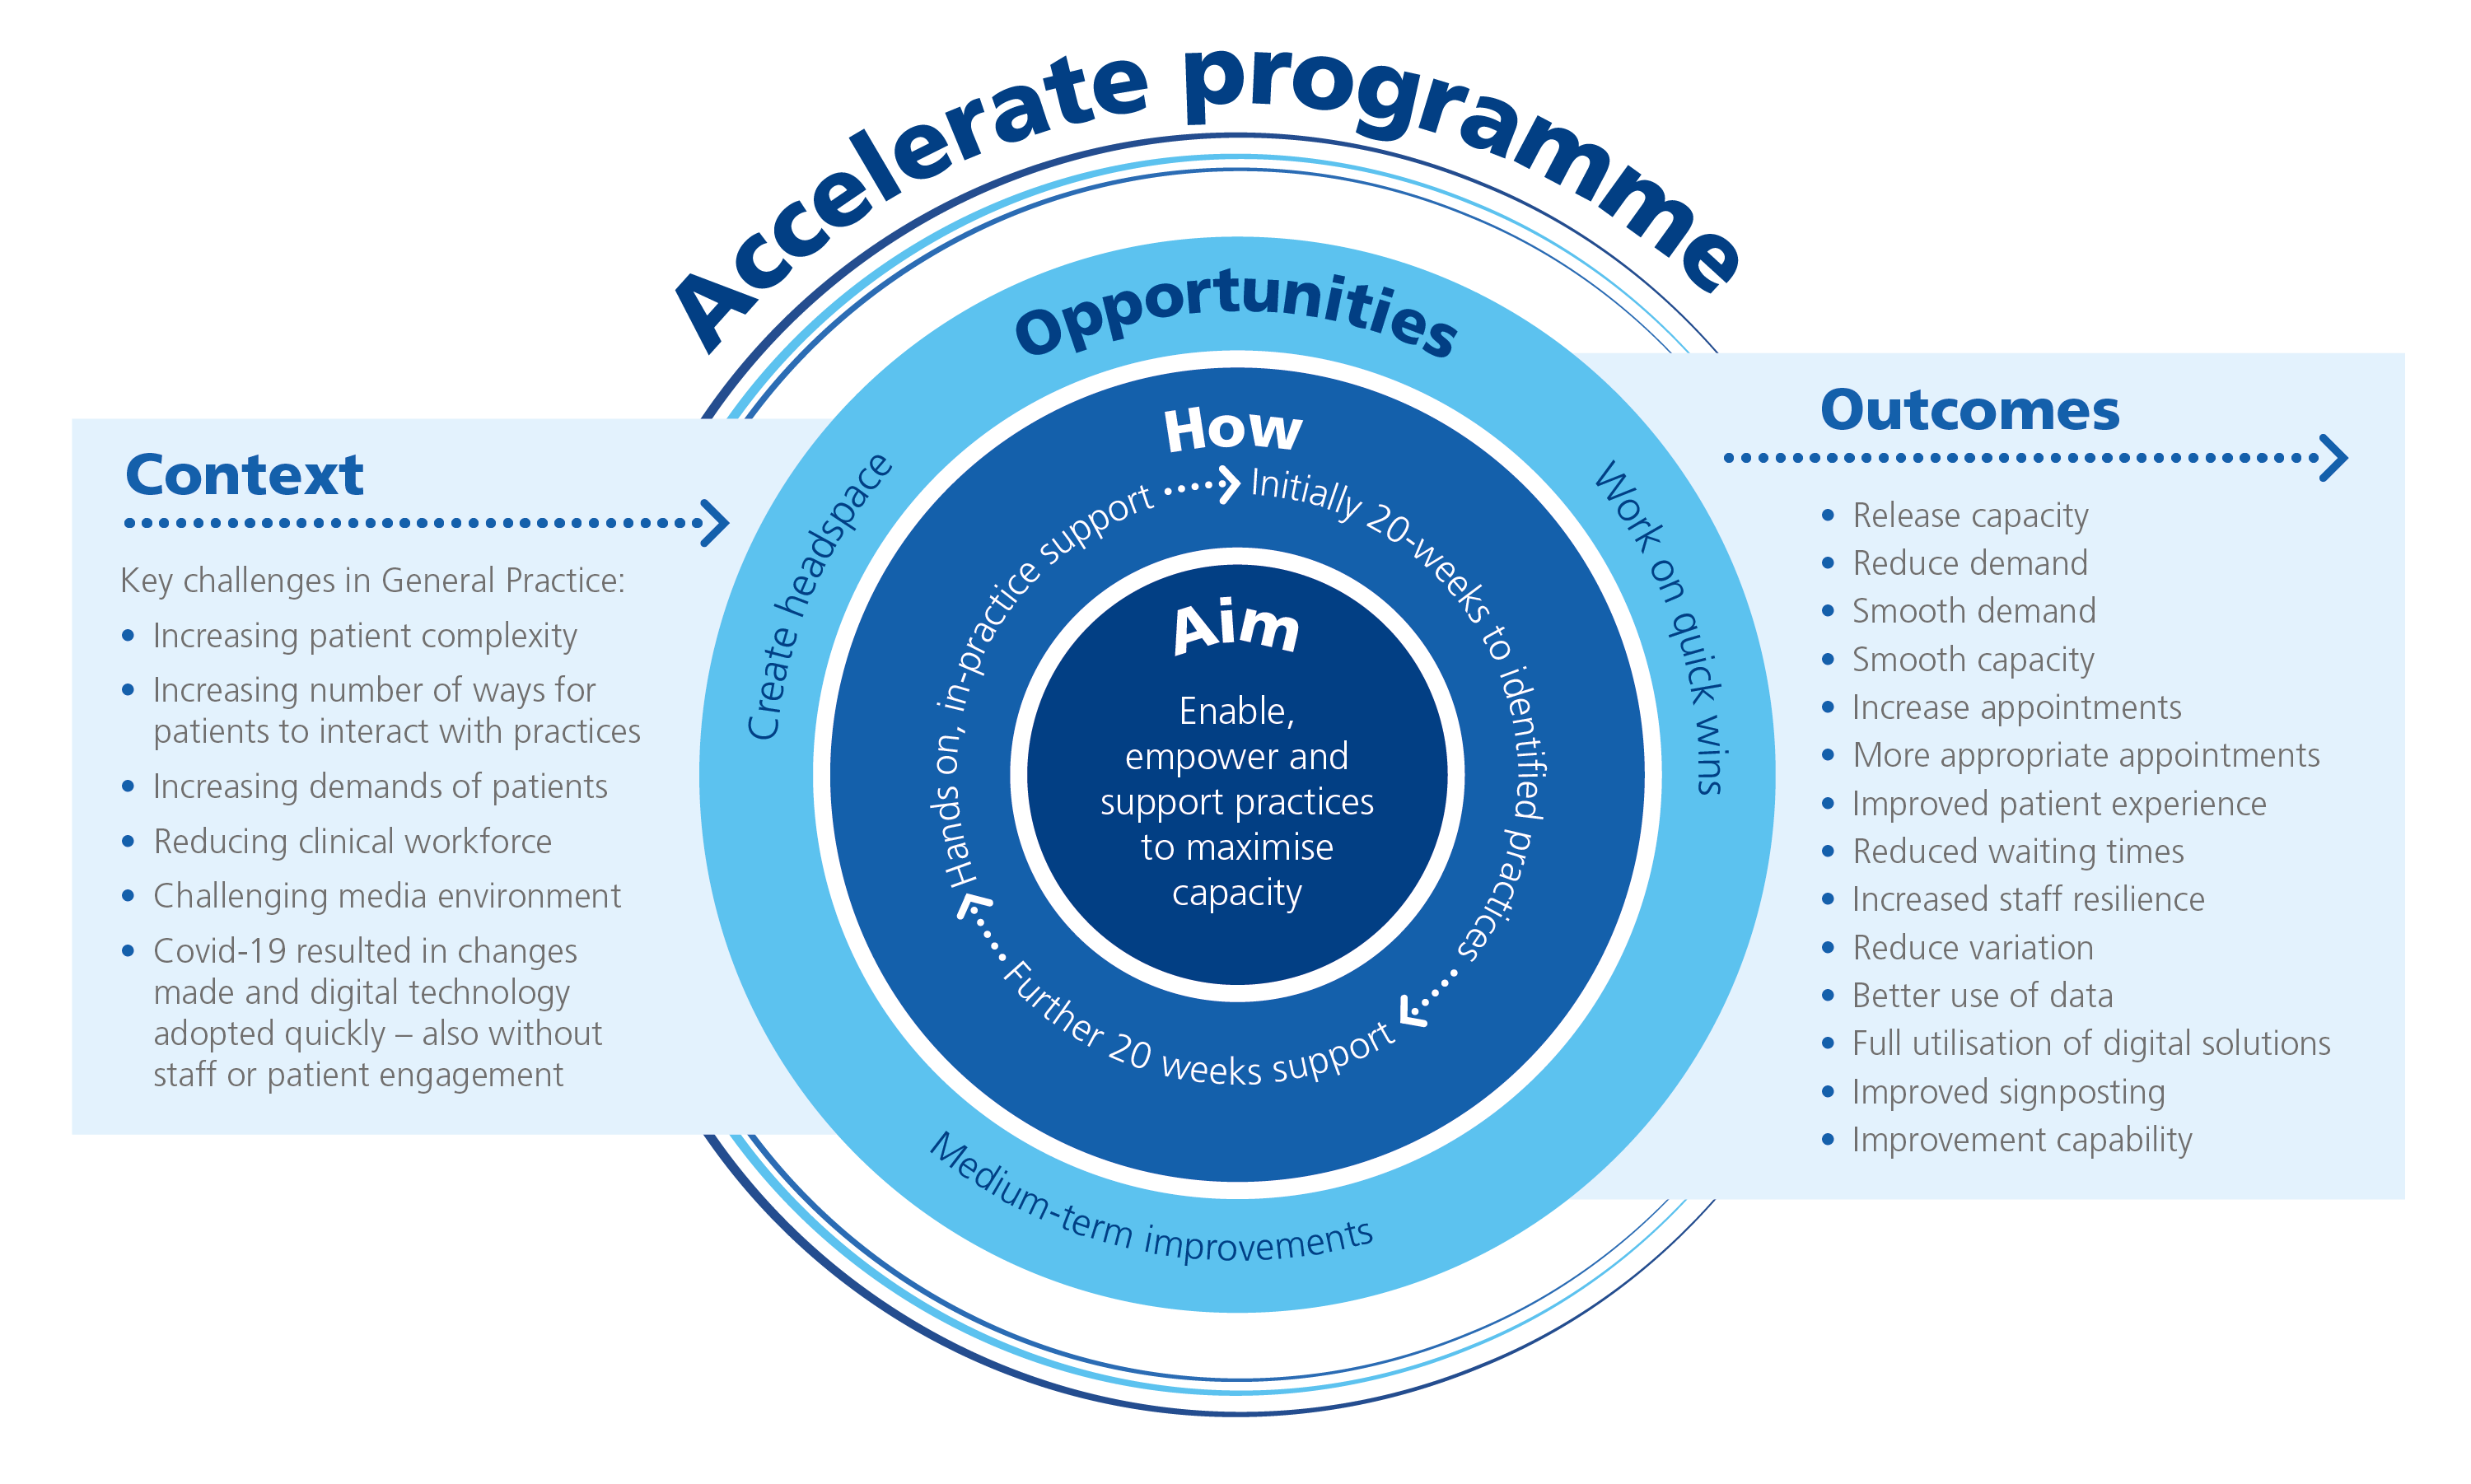 Accelerate programme
Context
Key challenges in General Practice:
• Increasing patient complexity
• Increasing number of ways for
patients to interact with practices
• Increasing demands of patients
• Reducing clinical workforce
• Challenging media environment
• Covid-19 resulted in changes
made and digital technology
adopted quickly – also without
staff or patient engagement
Opportunities
Create headspace
Work on quick wins
Medium-term improvements
How
Initially 20-weeks to identified practices
Further 20 weeks support
Hands on, in-practice support
Aim
Enable,
empower and
support practices
to maximise
capacity
Outcomes
• Release capacity
• Reduce demand
• Smooth demand
• Smooth capacity
• Increase appointments
• More appropriate appointments
• Improved patient experience
• Reduced waiting times
• Increased staff resilience
• Reduce variation
• Better use of data
• Full utilisation of digital solutions
• Improved signposting
• Improvement capability